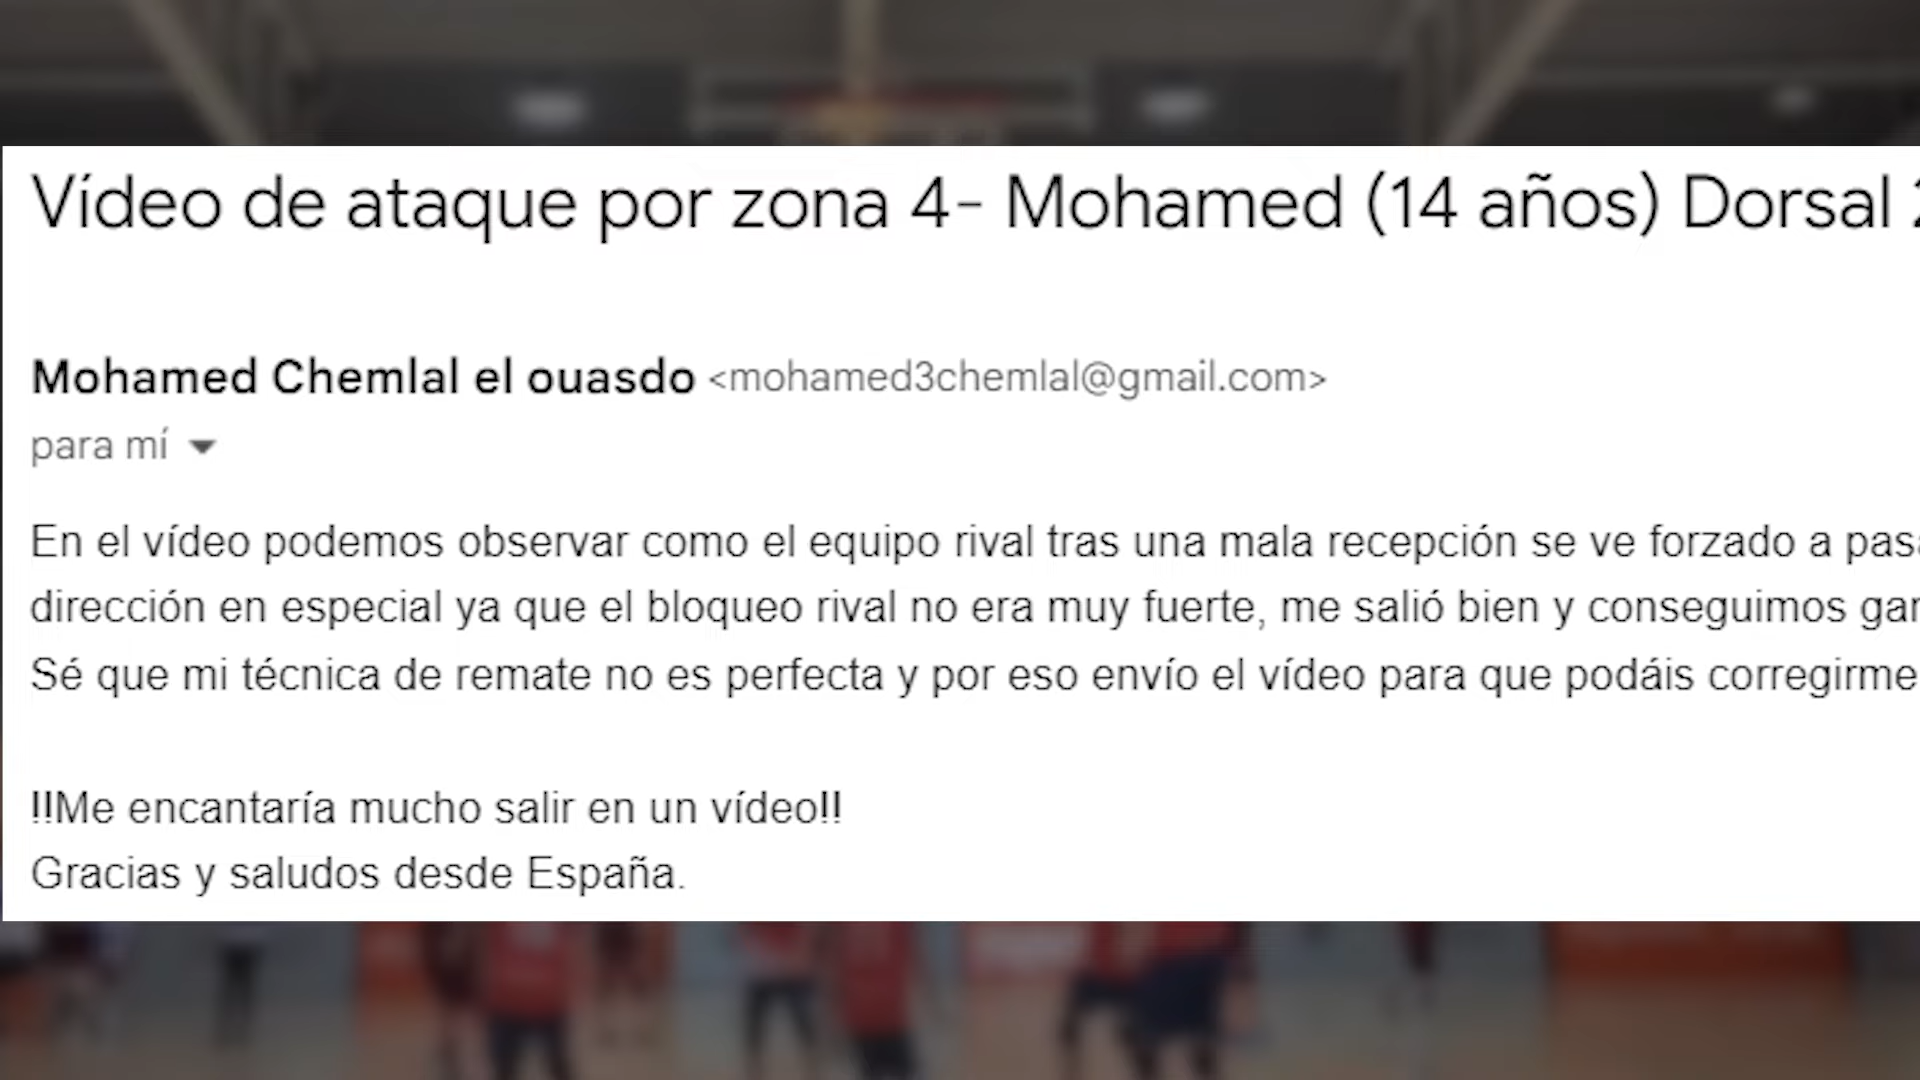 Vídeo de ataque por zona 4- Mohamed (14 años) Dorsal
Mohamed Chemlal el ouasdo <mohamed3chemlal@gmail.com>
para mí
En el vídeo podemos observar como el equipo rival tras una mala recepción se ve forzado a
dirección en especial ya que el bloqueo rival no era muy fuerte, me salió bien y conseguimos
Sé que mi técnica de remate no es perfecta y por eso envío el vídeo para que podáis corregirme
!!Me encantaría mucho salir en un vídeo!!
Gracias y saludos desde España.